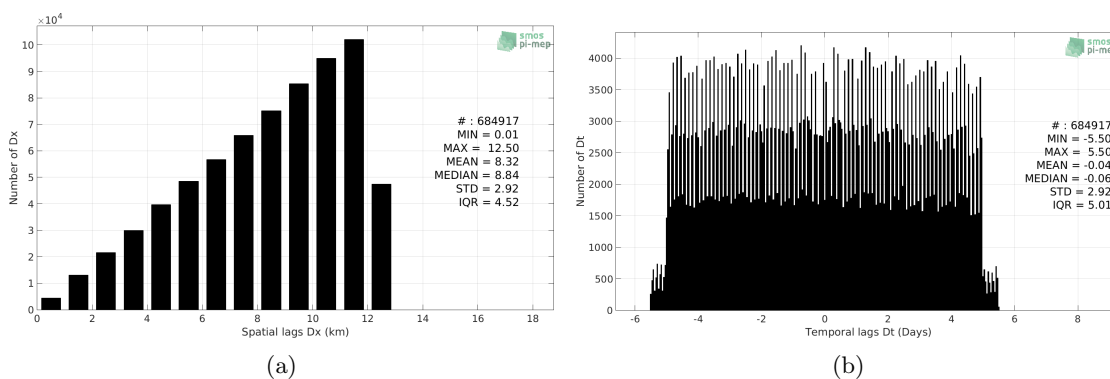 ×10⁴
10
9
8
7
6
5
4
3
2
1
0
Number of Dx
0 2 4 6 8 10 12 14 16 18
Spatial lags Dx (km)
smos
pi-mep
# : 684917
MIN = 0.01
MAX = 12.50
MEAN = 8.32
MEDIAN = 8.84
STD = 2.92
IQR = 4.52
(a)
4000
3500
3000
2500
2000
1500
1000
500
0
Number of Dt
-6 -4 -2 0 2 4 6 8
Temporal lags Dt (Days)
smos
pi-me
# : 684917
MIN = -5.50
MAX = 5.50
MEAN = -0.04
MEDIAN = -0.06
STD = 2.92
IQR = 5.01
(b)